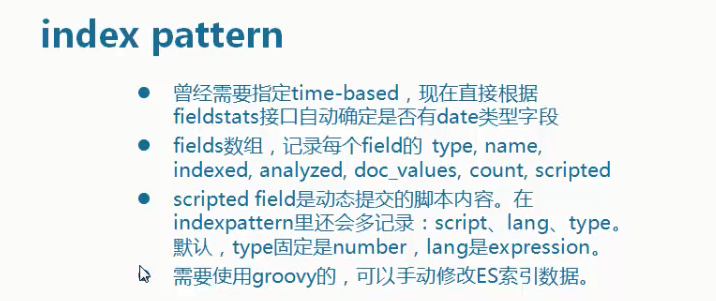 index pattern
曾经需要指定time-based，现在直接根据
fieldstats接口自动确定是否有date类型字段
fields数组，记录每个field的 type, name,
indexed, analyzed, doc_values, count, scripted
scripted field是动态提交的脚本内容。在
indexpattern里还会多记录：script、lang、type。
默认，type固定是number，lang是expression。
需要使用groovy的，可以手动修改ES索引数据。